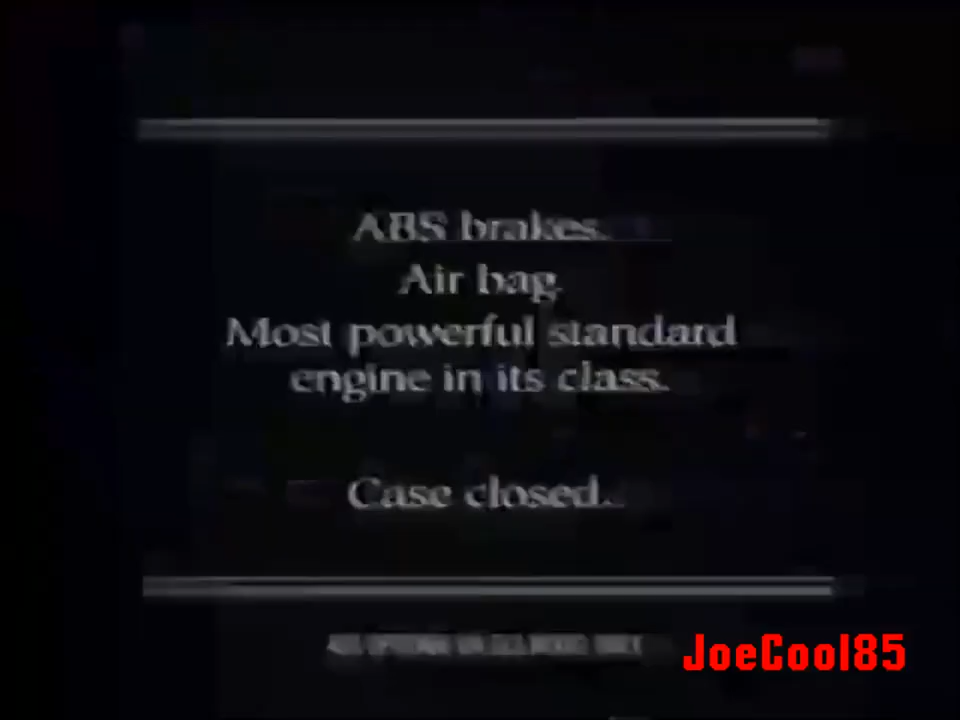 ABS brakes.
Air bag.
Most powerful standard
engine in its class.
Case closed.
JoeCool85